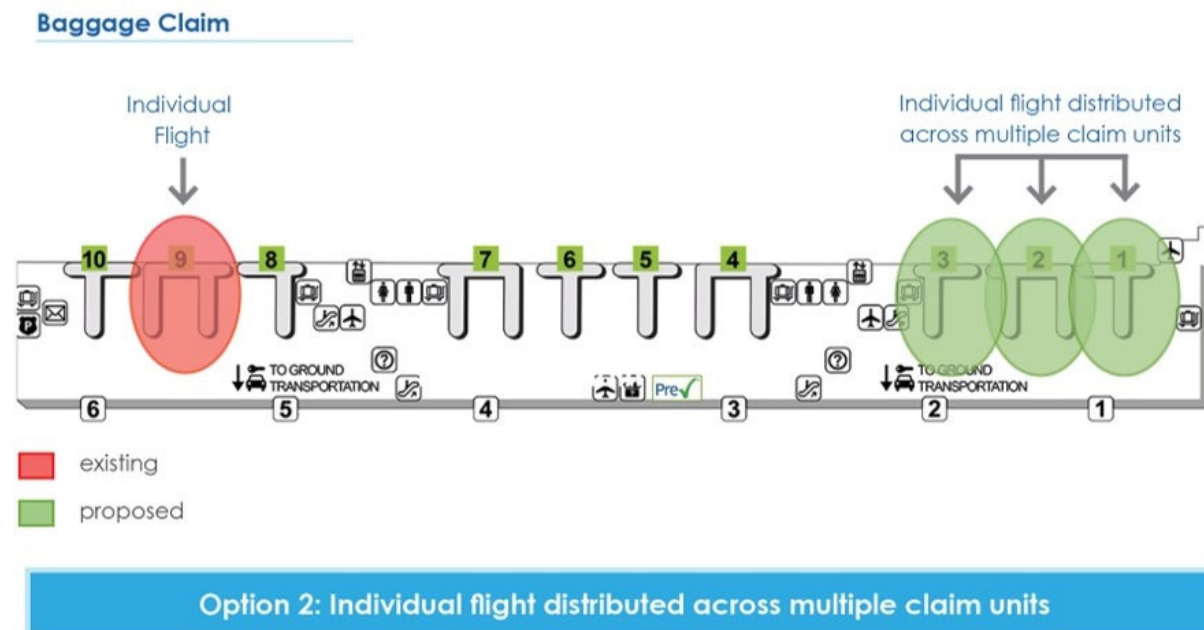 Baggage Claim
Individual
Flight
Individual flight distributed
across multiple claim units
10
9
8
7
6
5
4
3
2
1
P
?
?
TO GROUND
TRANSPORTATION
Pre✓
TO GROUND
TRANSPORTATION
6
5
4
3
2
1
existing
proposed
Option 2: Individual flight distributed across multiple claim units